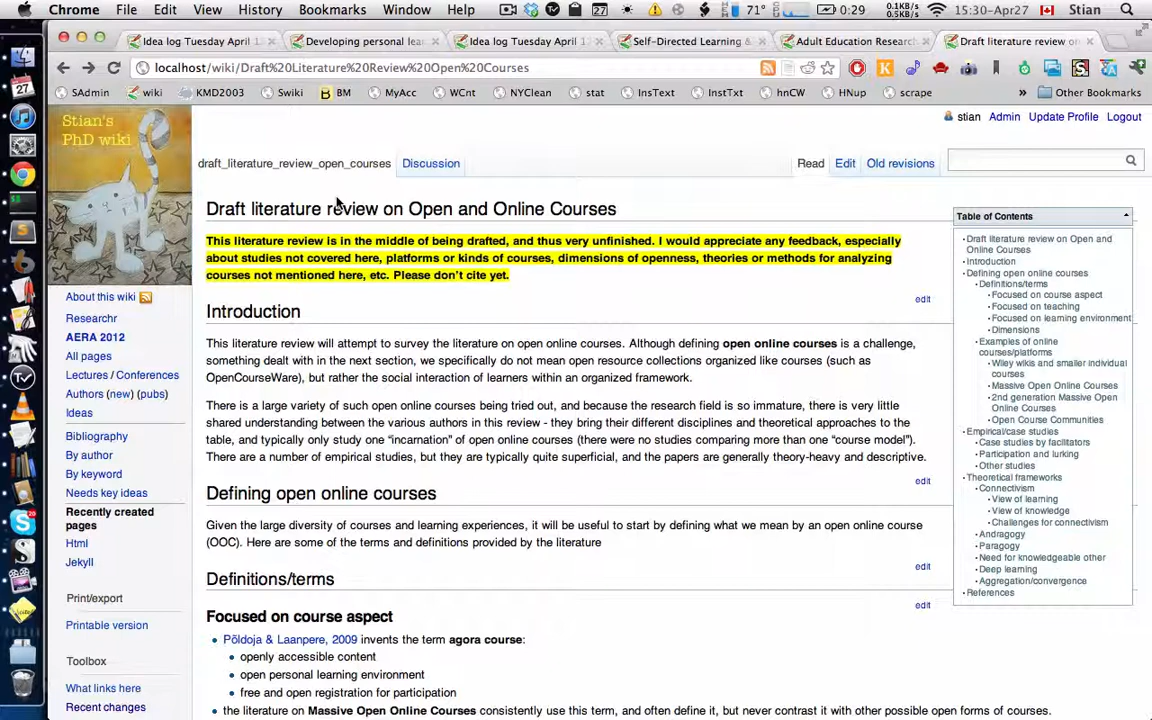 Chrome File Edit View History Bookmarks Window Help 27 71° 0:29 0.1KB/s 0.5KB/s 15:30-Apr27 Stian
Idea log Tuesday April 1 Developing personal lea Idea log Tuesday April 1 Self-Directed Learning & Adult Education Researc Draft literature review on
localhost/wiki/Draft%20Literature%20Review%20Open%20Courses
SAdmin wiki KMD2003 Swiki BM MyAcc WCnt NYClean stat InsText InstTxt hnCW HNup scrape » Other Bookmarks
Stian's
PhD wiki
stian Admin Update Profile Logout
draft_literature_review_open_courses Discussion Read Edit Old revisions
Draft literature review on Open and Online Courses
This literature review is in the middle of being drafted, and thus very unfinished. I would appreciate any feedback, especially
about studies not covered here, platforms or kinds of courses, dimensions of openness, theories or methods for analyzing
courses not mentioned here, etc. Please don't cite yet.
edit
Introduction
This literature review will attempt to survey the literature on open online courses. Although defining open online courses is a challenge,
something dealt with in the next section, we specifically do not mean open resource collections organized like courses (such as
OpenCourseWare), but rather the social interaction of learners within an organized framework.
There is a large variety of such open online courses being tried out, and because the research field is so immature, there is very little
shared understanding between the various authors in this review - they bring their different disciplines and theoretical approaches to the
table, and typically only study one "incarnation" of open online courses (there were no studies comparing more than one "course model").
There are a number of empirical studies, but they are typically quite superficial, and the papers are generally theory-heavy and descriptive.
edit
Defining open online courses
Given the large diversity of courses and learning experiences, it will be useful to start by defining what we mean by an open online course
(OOC). Here are some of the terms and definitions provided by the literature
edit
Definitions/terms
edit
Focused on course aspect
Põldoja & Laanpere, 2009 invents the term agora course:
openly accessible content
open personal learning environment
free and open registration for participation
the literature on Massive Open Online Courses consistently use this term, and often define it, but never contrast it with other possible open forms of courses.
About this wiki
Researchr
AERA 2012
All pages
Lectures / Conferences
Authors (new) (pubs)
Ideas
Bibliography
By author
By keyword
Needs key ideas
Recently created
pages
Html
Jekyll
Print/export
Printable version
Toolbox
What links here
Recent changes
Table of Contents
Draft literature review on Open and
Online Courses
Introduction
Defining open online courses
Definitions/terms
Focused on course aspect
Focused on teaching
Focused on learning environment
Dimensions
Examples of online
courses/platforms
Wiley wikis and smaller individual
courses
Massive Open Online Courses
2nd generation Massive Open
Online Courses
Open Course Communities
Empirical/case studies
Case studies by facilitators
Participation and lurking
Other studies
Theoretical frameworks
Connectivism
View of learning
View of knowledge
Challenges for connectivism
Andragogy
Paragogy
Need for knowledgeable other
Deep learning
Aggregation/convergence
References